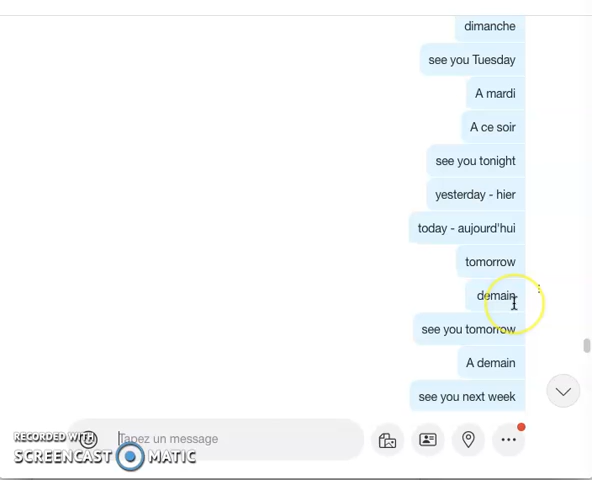 dimanche
see you Tuesday
A mardi
A ce soir
see you tonight
yesterday - hier
today - aujourd'hui
tomorrow
demain
see you tomorrow
A demain
see you next week
Tapez un message
RECORDED WITH
SCREENCAST MATIC